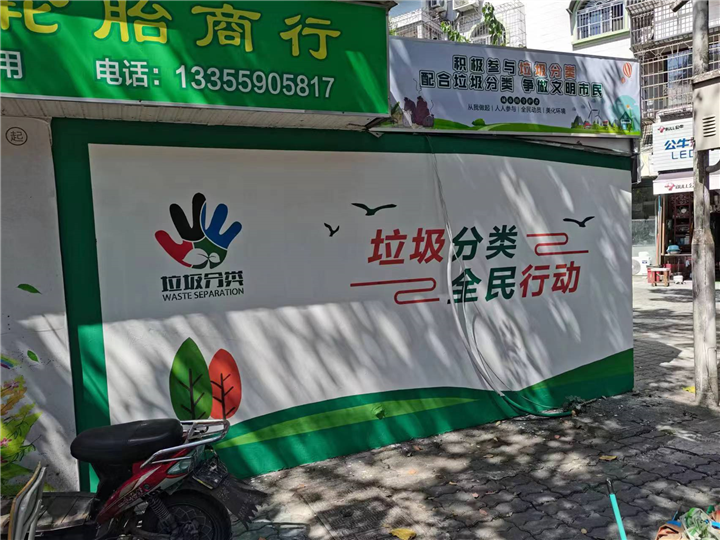 轮胎商行
用
电话：13355905817
积极参与垃圾分类
配合垃圾分类 争做文明市民
从我做起 | 人人参与 | 全民动员 | 美化环境
起
垃圾分类
WASTE SEPARATION
垃圾分类
全民行动
公牛
LED
BULL